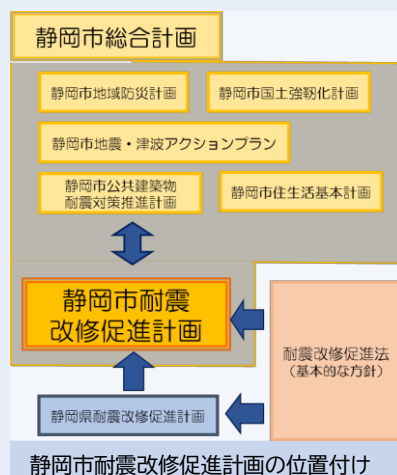 静岡市総合計画
静岡市地域防災計画
静岡市国土強靭化計画
静岡市地震・津波アクションプラン
静岡市公共建築物
耐震対策推進計画
静岡市住生活基本計画
静岡市耐震
改修促進計画
耐震改修促進法
（基本的な方針）
静岡県耐震改修促進計画
静岡市耐震改修促進計画の位置付け